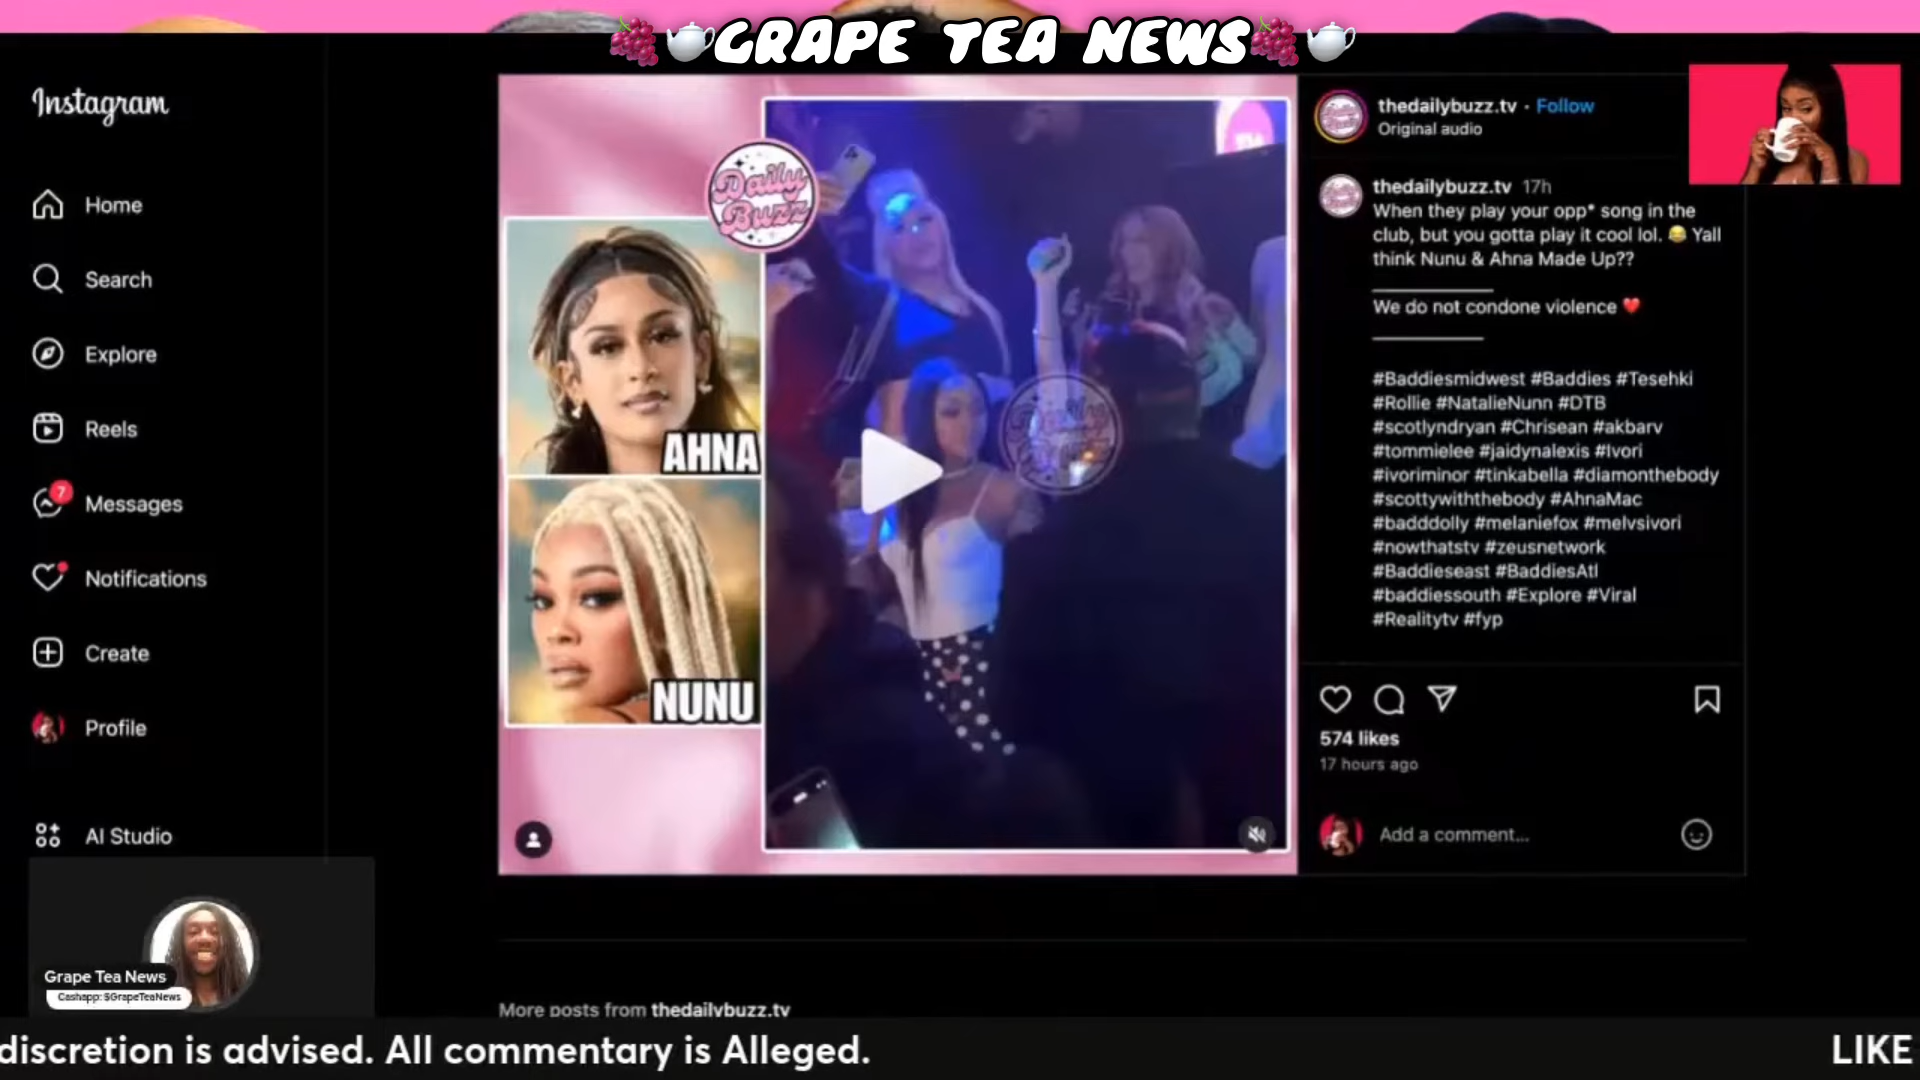 GRAPE TEA NEWS
Instagram
Home
Search
Explore
Reels
7
Messages
Notifications
Create
Profile
AI Studio
Grape Tea News
Cashapp: $GrapeTeaNews
Daily
Buzz
AHNA
NUNU
Daily
Buzz
thedailybuzz.tv · Follow
Original audio
thedailybuzz.tv 17h
When they play your opp* song in the
club, but you gotta play it cool lol. 😂 Yall
think Nunu & Ahna Made Up??
We do not condone violence ❤️
#Baddiesmidwest #Baddies #Tesehki
#Rollie #NatalieNunn #DTB
#scotlyndryan #Chrisean #akbarv
#tommielee #jaidynalexis #Ivori
#ivoriminor #tinkabella #diamonthebody
#scottywiththebody #AhnaMac
#badddolly #melaniefox #melvsivori
#nowthatstv #zeusnetwork
#Baddieseast #BaddiesAtl
#baddiessouth #Explore #Viral
#Realitytv #fyp
574 likes
17 hours ago
Add a comment...
More posts from thedailybuzz.tv
discretion is advised. All commentary is Alleged.
LIKE